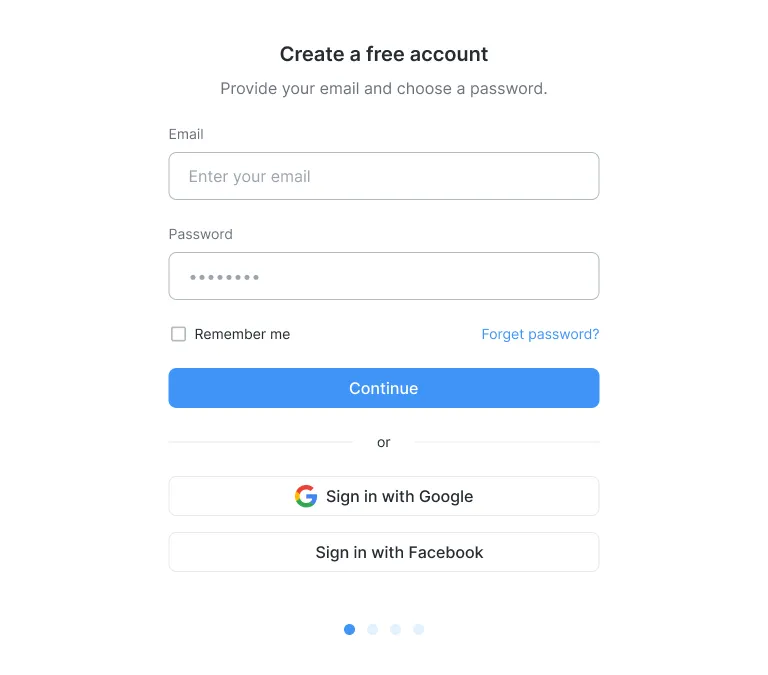 Create a free account
Provide your email and choose a password.
Email
Enter your email
Password
••••••••
Remember me Forget password?
Continue
or
Sign in with Google
Sign in with Facebook